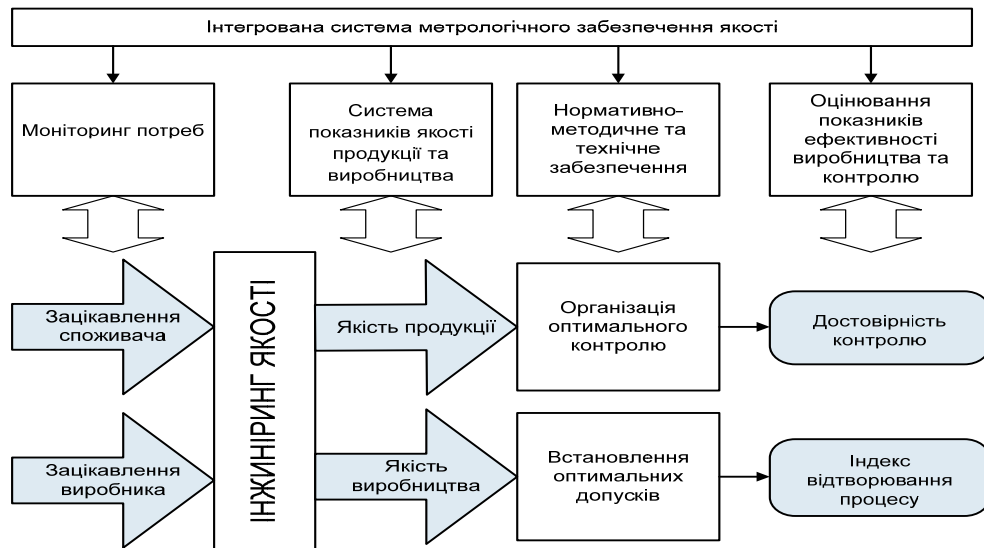 Інтегрована система метрологічного забезпечення якості
Моніторинг потреб
Система
показників якості
продукції та
виробництва
Нормативно–
методичне та
технічне
забезпечення
Оцінювання
показників
ефективності
виробництва та
контролю
Зацікавлення
споживача
ІНЖИНІРИНГ ЯКОСТІ
Якість продукції
Організація
оптимального
контролю
Достовірність
контролю
Зацікавлення
виробника
Якість
виробництва
Встановлення
оптимальних
допусків
Індекс
відтворювання
процесу